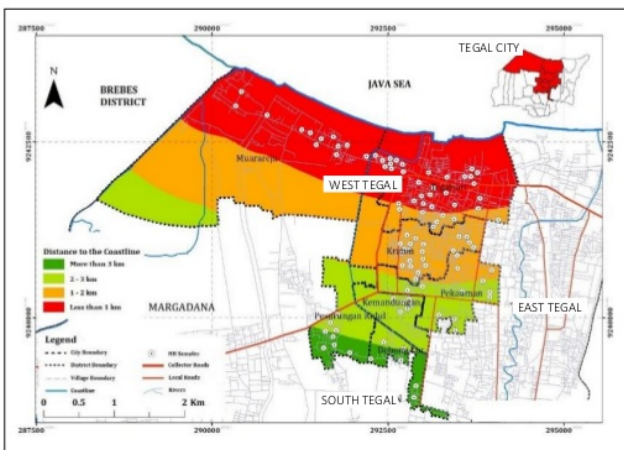 287500
290000
292500
295000
TEGAL CITY
N
JAVA SEA
BREBES
DISTRICT
9242500
9242500
Muarareja
WEST TEGAL
Kraton
Distance to the Coastline
More than 3 km
2 - 3 km
1 - 2 km
Less than 1 km
Pekauman
Kemandungan
MARGADANA
EAST TEGAL
9240000
9240000
Pesurungan Kidul
Legend
City Boundary
District Boundary
Village Boundary
Coastline
HH Samples
Collector Roads
Local Roads
Rivers
0 0.5 1 2 Km
SOUTH TEGAL
287500
290000
292500
295000